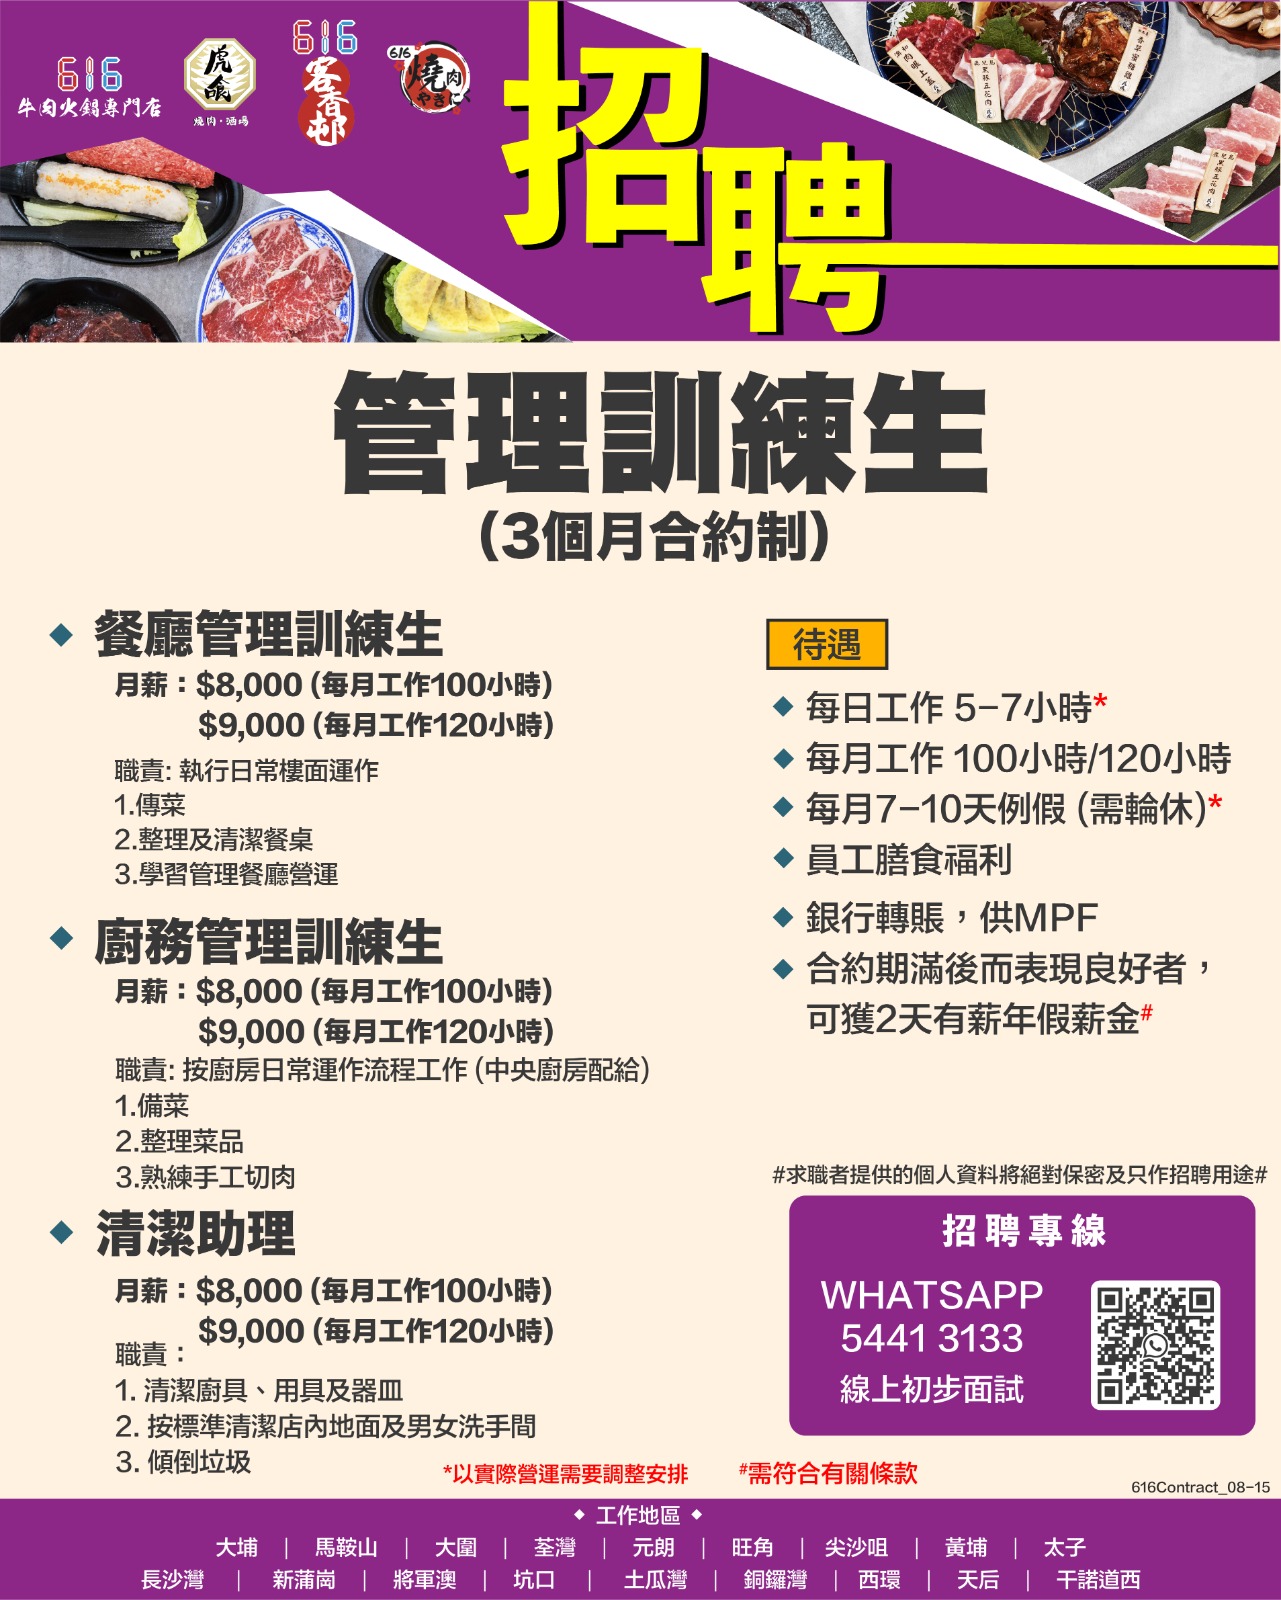 616
牛肉火鍋專門店
虎龠
燒肉·酒場
616
客香邨
616
燒肉
やきにく
招聘
管理訓練生
(3個月合約制)
餐廳管理訓練生
月薪：$8,000 (每月工作100小時)
$9,000 (每月工作120小時)
職責: 執行日常樓面運作
1.傳菜
2.整理及清潔餐桌
3.學習管理餐廳營運
廚務管理訓練生
月薪：$8,000 (每月工作100小時)
$9,000 (每月工作120小時)
職責: 按廚房日常運作流程工作 (中央廚房配給)
1.備菜
2.整理菜品
3.熟練手工切肉
清潔助理
月薪：$8,000 (每月工作100小時)
$9,000 (每月工作120小時)
職責：
1. 清潔廚具、用具及器皿
2. 按標準清潔店內地面及男女洗手間
3. 傾倒垃圾
待遇
每日工作 5-7小時*
每月工作 100小時/120小時
每月7-10天例假 (需輪休)*
員工膳食福利
銀行轉賬，供MPF
合約期滿後而表現良好者，
可獲2天有薪年假薪金#
#求職者提供的個人資料將絕對保密及只作招聘用途#
招聘專線
WHATSAPP
5441 3133
線上初步面試
*以實際營運需要調整安排 #需符合有關條款
616Contract_08-15
工作地區
大埔 | 馬鞍山 | 大圍 | 荃灣 | 元朗 | 旺角 | 尖沙咀 | 黃埔 | 太子
長沙灣 | 新蒲崗 | 將軍澳 | 坑口 | 土瓜灣 | 銅鑼灣 | 西環 | 天后 | 干諾道西